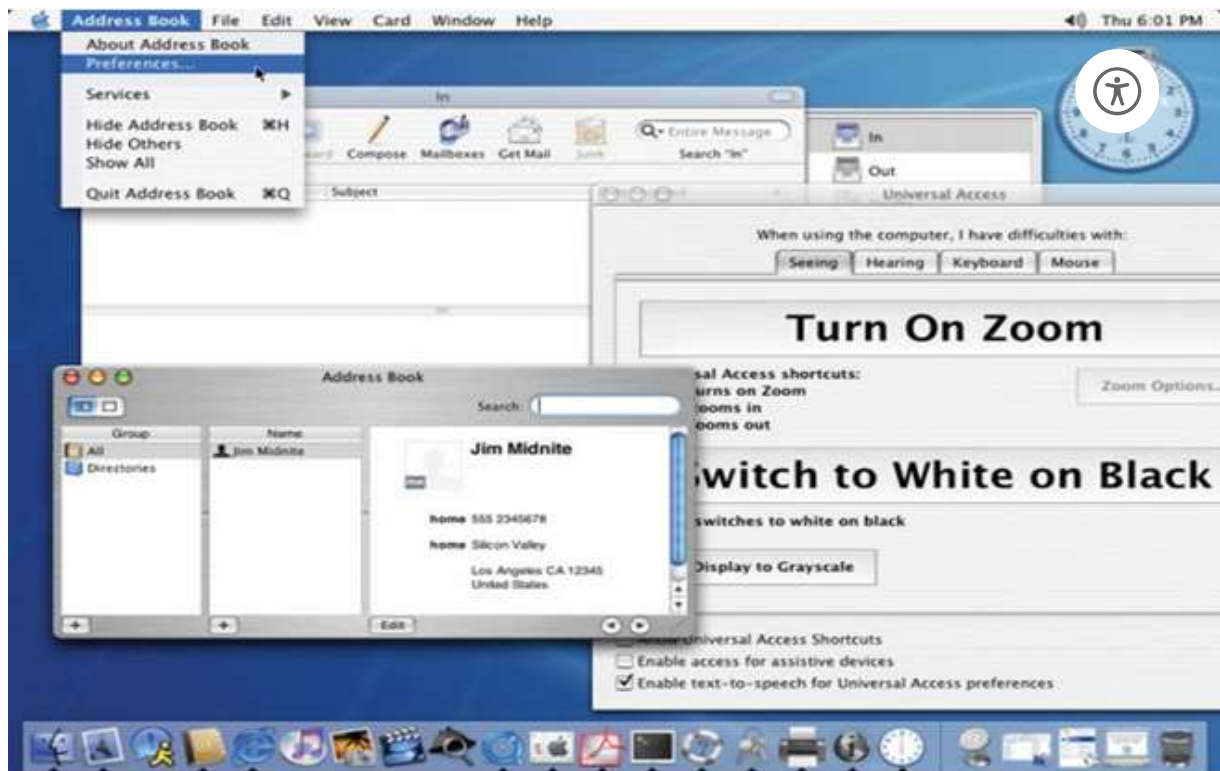 Address Book File Edit View Card Window Help Thu 6:01 PM
About Address Book
Preferences...
Services
Hide Address Book ⌘H
Hide Others
Show All
Quit Address Book ⌘Q
In
Compose Mailboxes Get Mail Junk
Entire Message
Search "In"
Subject
In
Out
Universal Access
When using the computer, I have difficulties with:
Seeing Hearing Keyboard Mouse
Turn On Zoom
sal Access shortcuts:
urns on Zoom
ooms in
ooms out
Zoom Options..
witch to White on Black
switches to white on black
Display to Grayscale
Universal Access Shortcuts
Enable access for assistive devices
Enable text-to-speech for Universal Access preferences
Address Book
Search:
Group Name
All
Directories
Jim Midnite
Jim Midnite
home 555 2345678
home Silicon Valley
Los Angeles CA 12345
United States
Edit